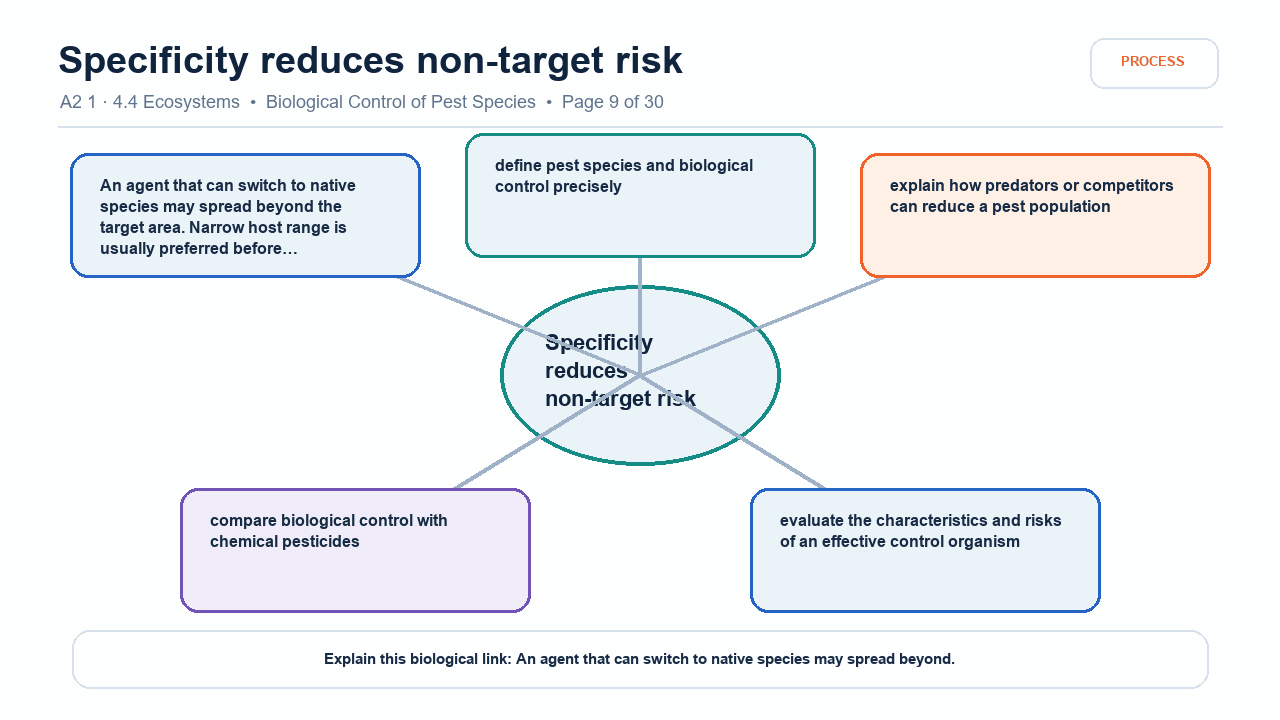 Specificity reduces non-target risk
PROCESS
A2 1 · 4.4 Ecosystems • Biological Control of Pest Species • Page 9 of 30
An agent that can switch to native
species may spread beyond the
target area. Narrow host range is
usually preferred before…
define pest species and biological
control precisely
explain how predators or competitors
can reduce a pest population
Specificity
reduces
non-target risk
compare biological control with
chemical pesticides
evaluate the characteristics and risks
of an effective control organism
Explain this biological link: An agent that can switch to native species may spread beyond.